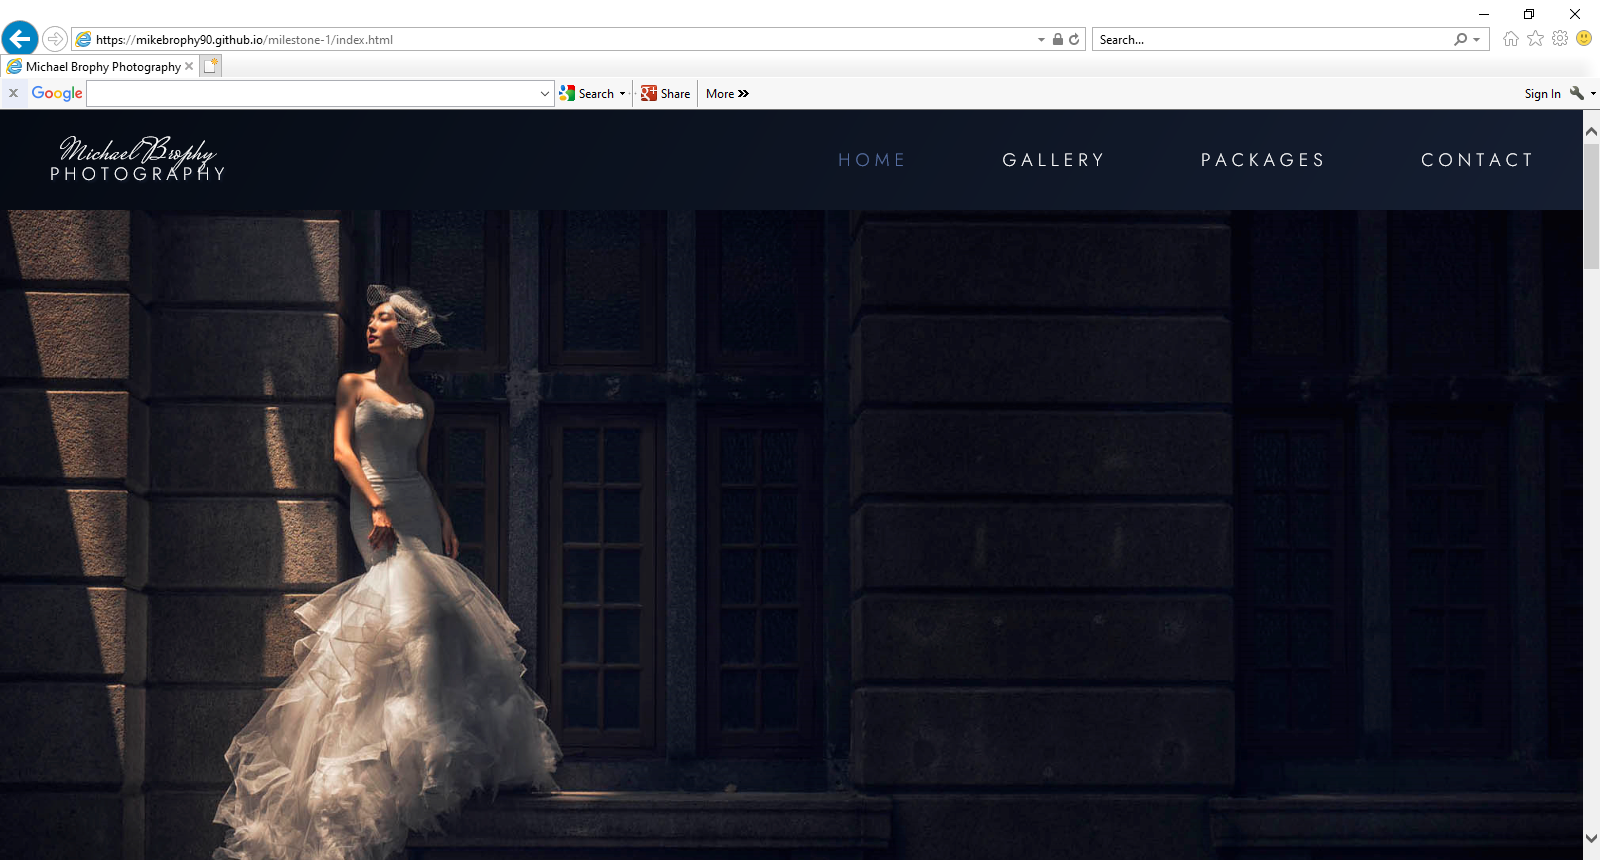 https://mikebrophy90.github.io/milestone-1/index.html
Search...
Michael Brophy Photography
x Google
Search
Share
More
Sign In
Michael Brophy
PHOTOGRAPHY
HOME
GALLERY
PACKAGES
CONTACT